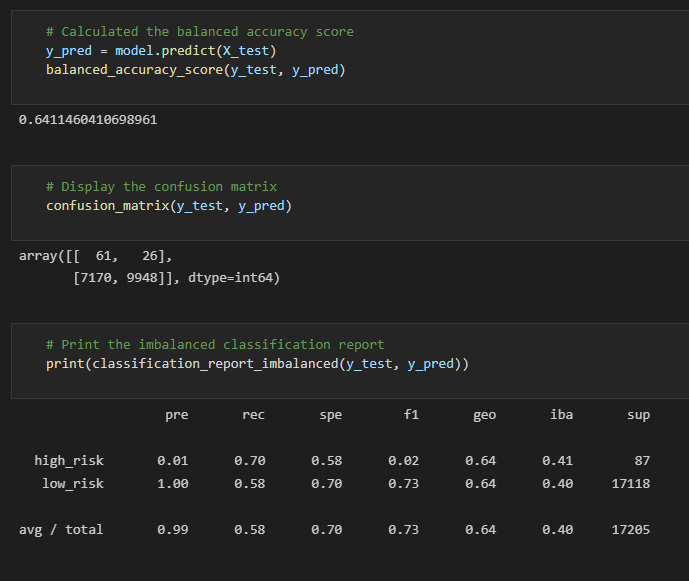 # Calculated the balanced accuracy score
y_pred = model.predict(X_test)
balanced_accuracy_score(y_test, y_pred)
0.6411460410698961
# Display the confusion matrix
confusion_matrix(y_test, y_pred)
array([[  61,   26],
       [7170, 9948]], dtype=int64)
# Print the imbalanced classification report
print(classification_report_imbalanced(y_test, y_pred))
pre rec spe f1 geo iba sup
high_risk 0.01 0.70 0.58 0.02 0.64 0.41 87
low_risk 1.00 0.58 0.70 0.73 0.64 0.40 17118
avg / total 0.99 0.58 0.70 0.73 0.64 0.40 17205